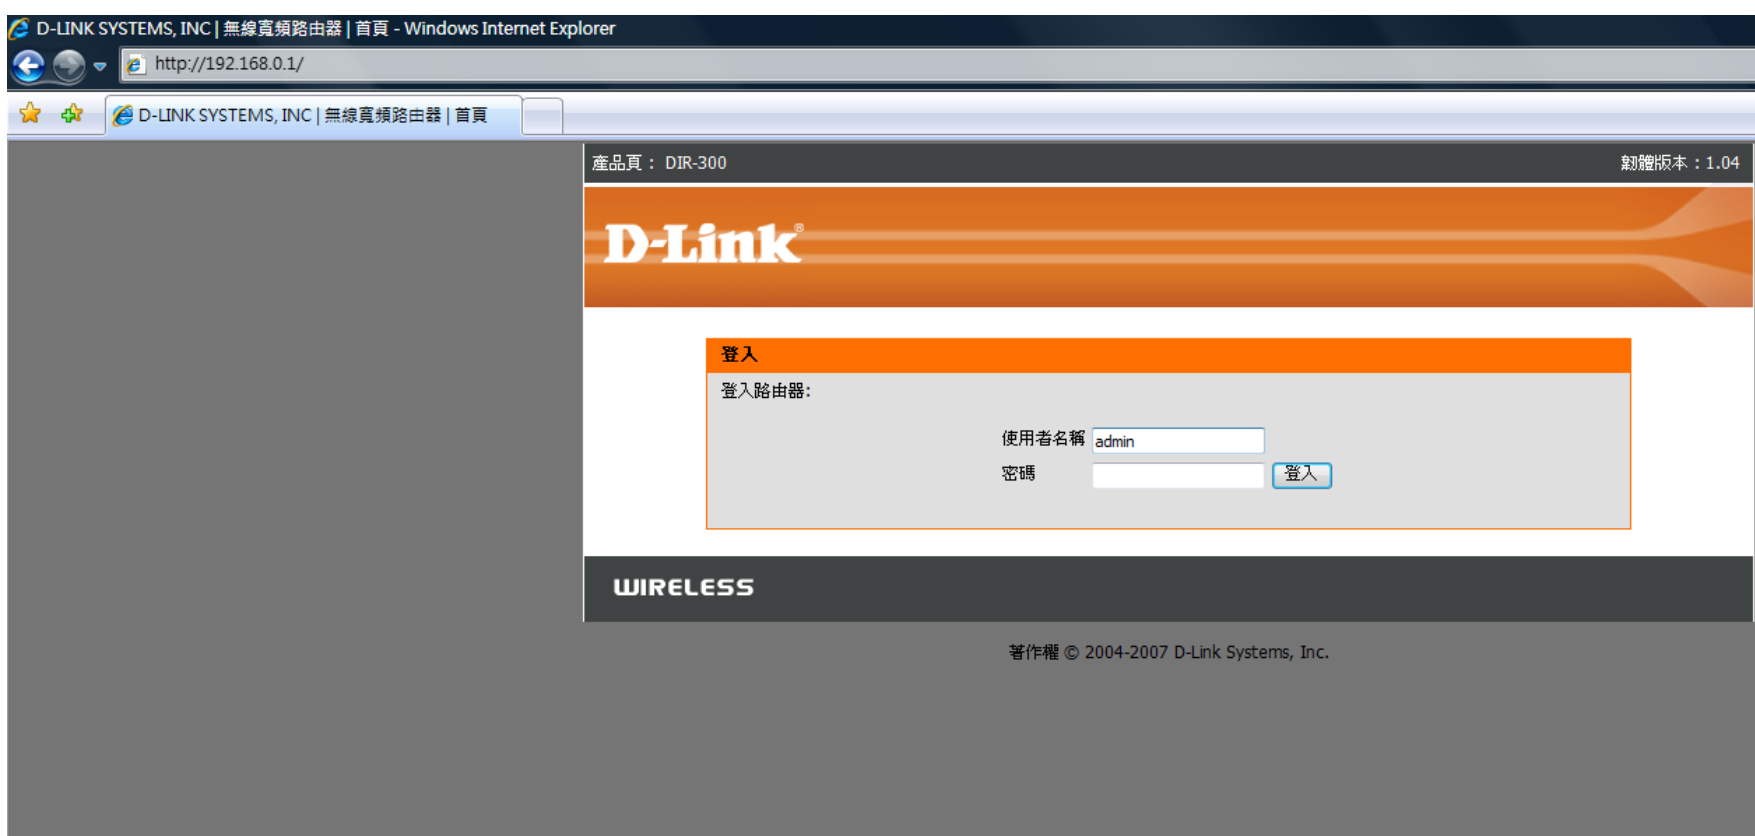 D-LINK SYSTEMS, INC | 無線寬頻路由器 | 首頁 - Windows Internet Explorer
http://192.168.0.1/
D-LINK SYSTEMS, INC | 無線寬頻路由器 | 首頁
產品頁： DIR-300 韌體版本：1.04
D-Link®
登入
登入路由器:
使用者名稱 admin
密碼 登入
WIRELESS
著作權 © 2004-2007 D-Link Systems, Inc.